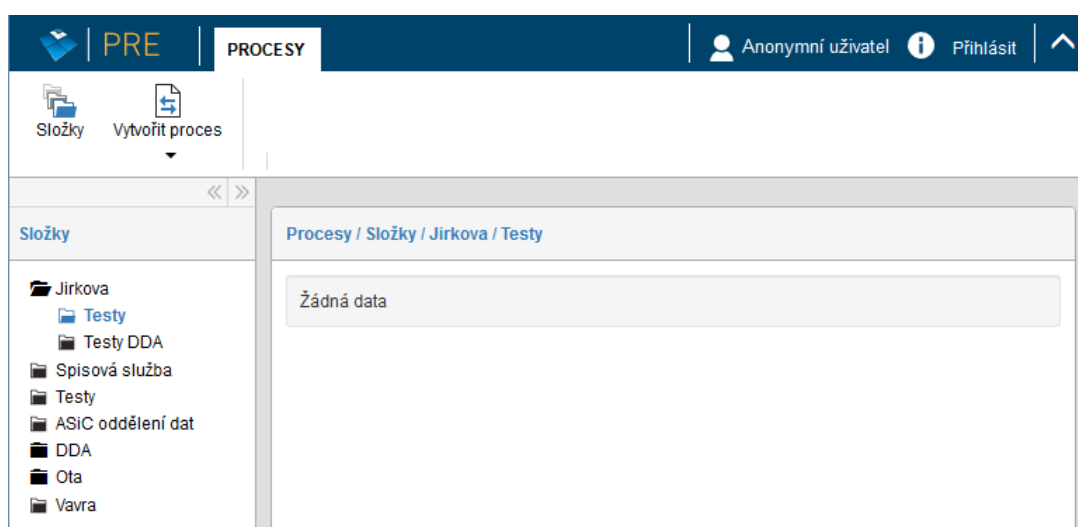 PRE
PROCESY
Anonymní uživatel
Přihlásit
Složky
Vytvořit proces
Složky
Procesy / Složky / Jirkova / Testy
Jirkova
Testy
Testy DDA
Spisová služba
Testy
ASiC oddělení dat
DDA
Ota
Vavra
Žádná data